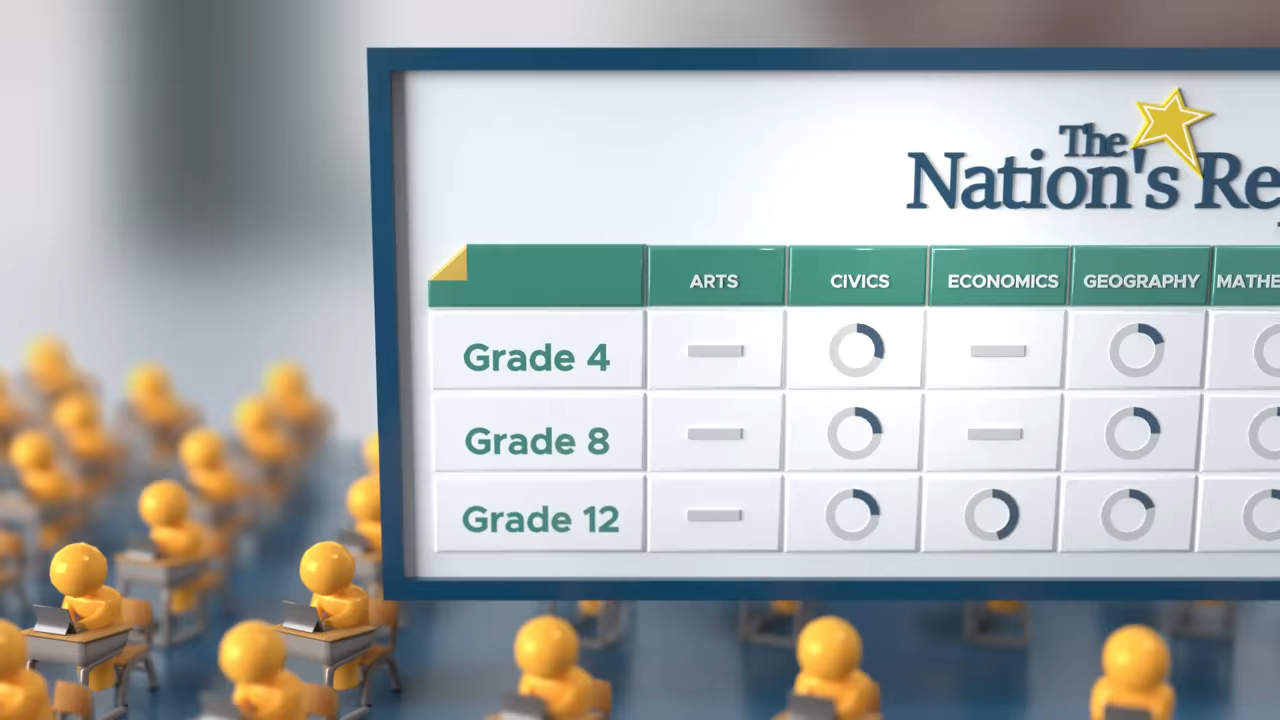 The
Nation's Re
ARTS CIVICS ECONOMICS GEOGRAPHY MATHE
Grade 4
Grade 8
Grade 12